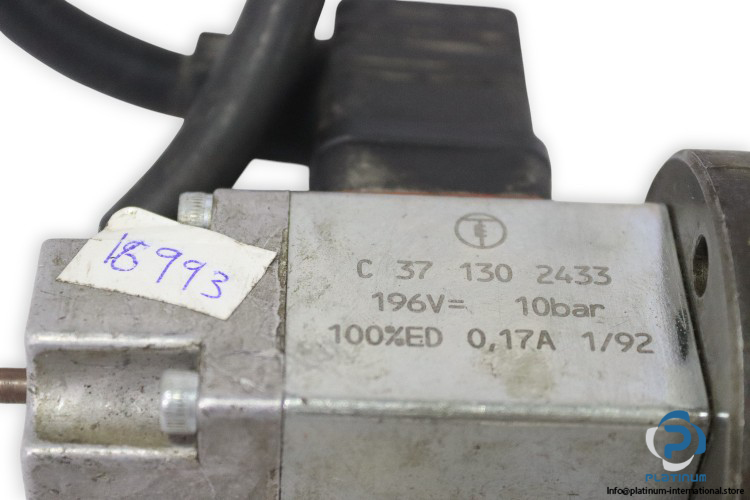 18993
C 37 130 2433
196V= 10bar
100%ED 0,17A 1/92
PLATINUM
Info@platinum-international.store